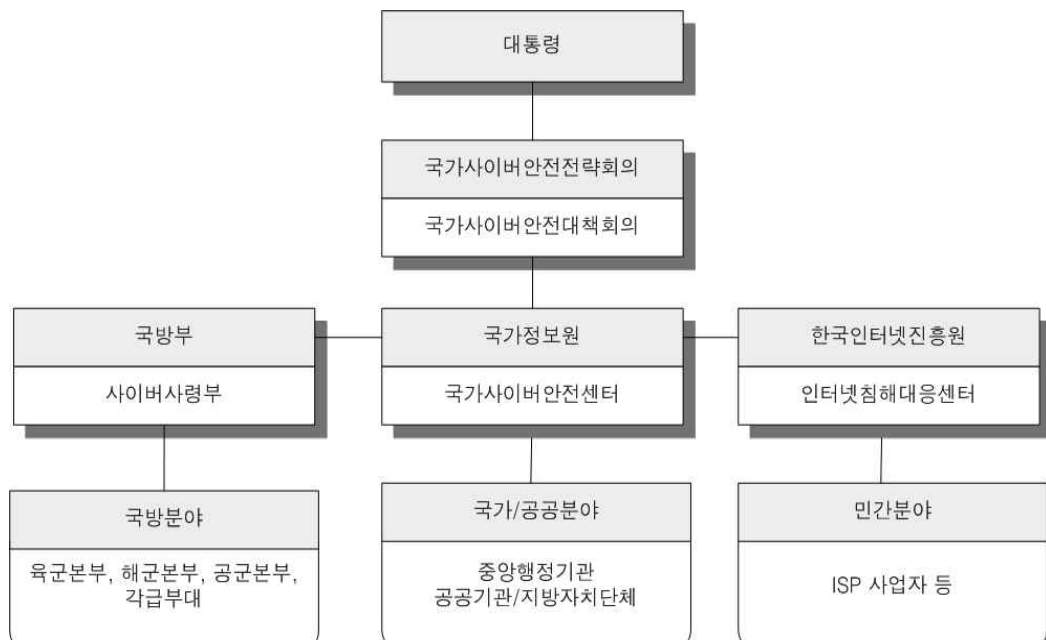 대통령
국가사이버안전전략회의
국가사이버안전대책회의
국방부
사이버사령부
국가정보원
국가사이버안전센터
한국인터넷진흥원
인터넷침해대응센터
국방분야
육군본부, 해군본부, 공군본부,
각급부대
국가/공공분야
중앙행정기관
공공기관/지방자치단체
민간분야
ISP 사업자 등